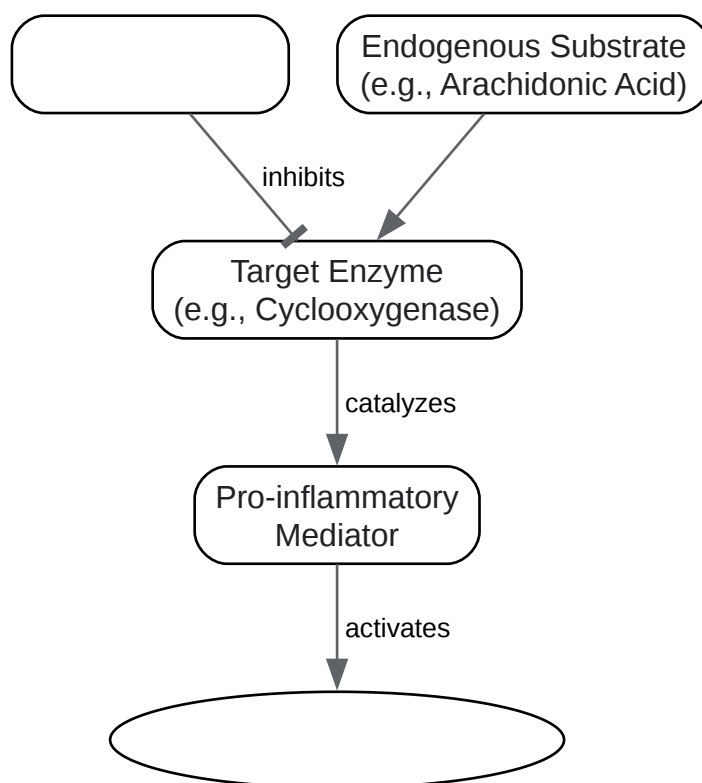 Endogenous Substrate
(e.g., Arachidonic Acid)
inhibits
Target Enzyme
(e.g., Cyclooxygenase)
catalyzes
Pro-inflammatory
Mediator
activates